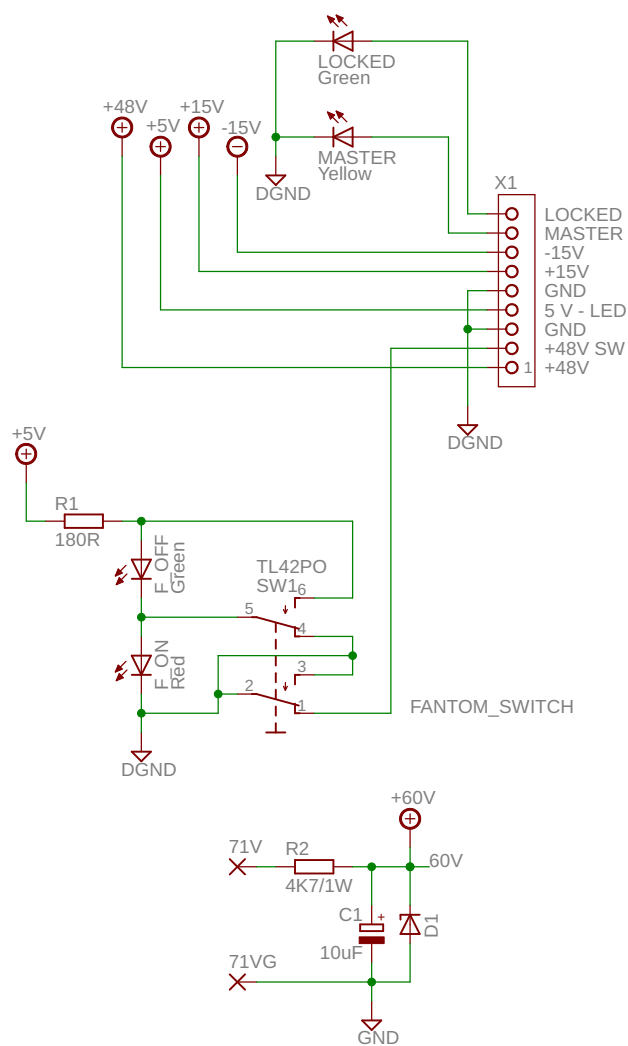 LOCKED
Green
+48V
+5V
+15V
-15V
MASTER
Yellow
DGND
X1
LOCKED
MASTER
-15V
+15V
GND
5 V - LED
GND
+48V SW
1 +48V
DGND
+5V
R1
180R
F_OFF
Green
F_ON
Red
TL42PO
SW1
6
5
4
3
2
1
FANTOM_SWITCH
DGND
+60V
71V
R2
4K7/1W
60V
C1
+
10uF
D1
71VG
GND